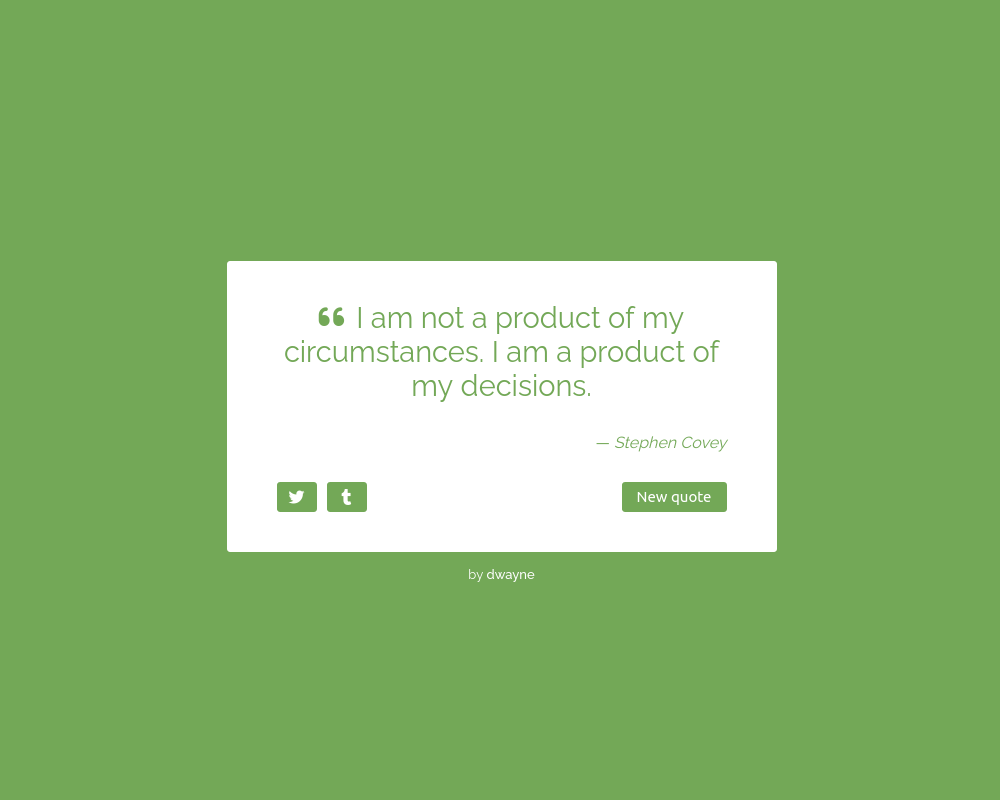 ❝ I am not a product of my
circumstances. I am a product of
my decisions.
— Stephen Covey
New quote
by dwayne